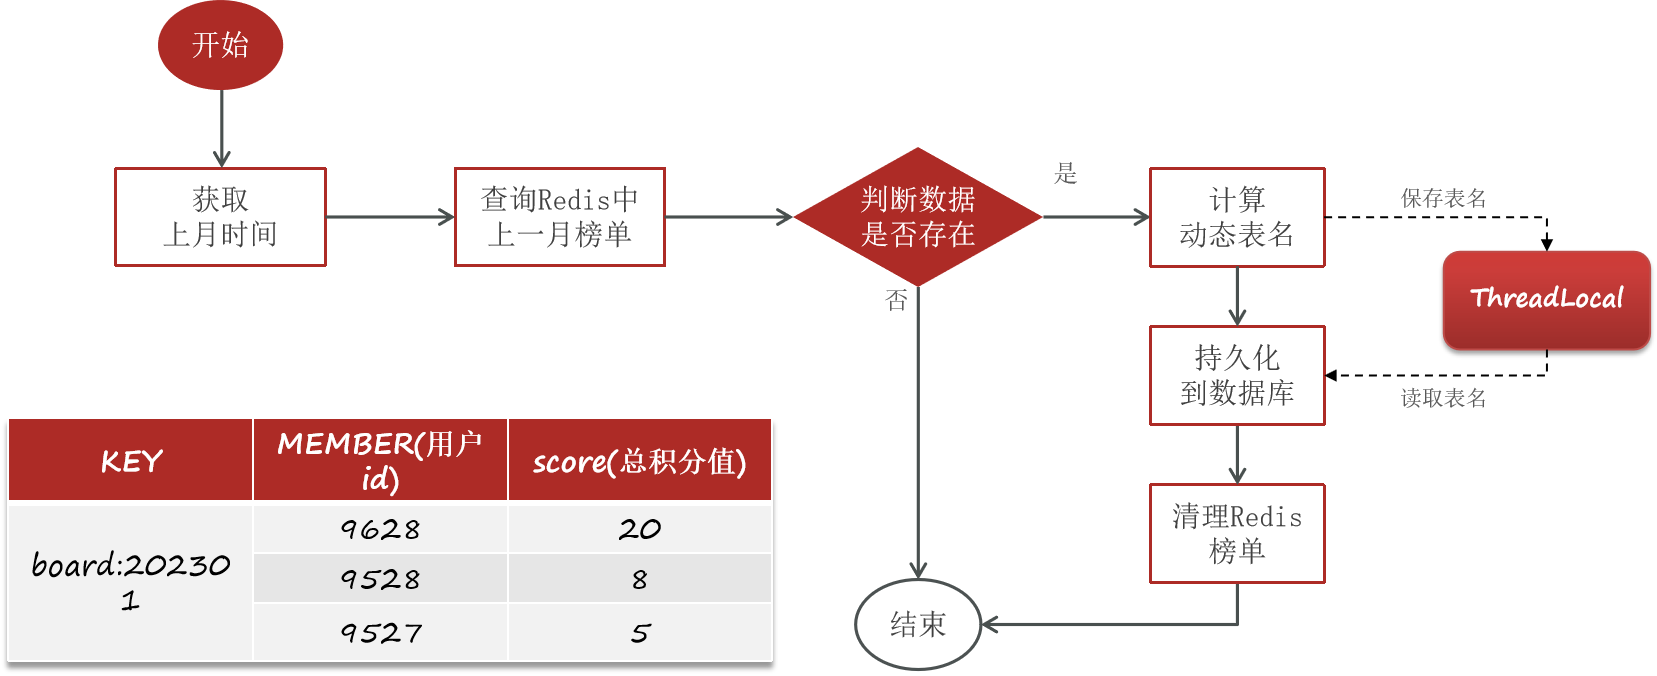 开始
获取
上月时间
查询Redis中
上一月榜单
判断数据
是否存在
是
否
计算
动态表名
保存表名
ThreadLocal
读取表名
持久化
到数据库
清理Redis
榜单
结束
KEY
MEMBER(用户
id)
score(总积分值)
board:20230
1
9628
20
9528
8
9527
5